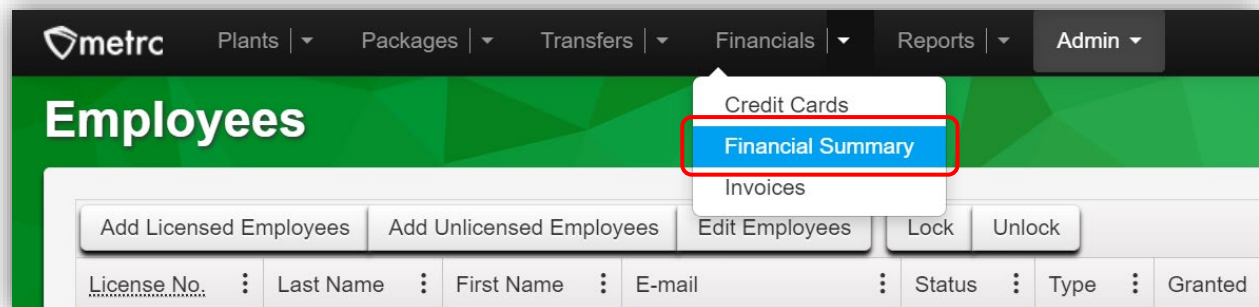 metrc Plants Packages Transfers Financials Reports Admin
Employees
Credit Cards
Financial Summary
Invoices
Add Licensed Employees Add Unlicensed Employees Edit Employees Lock Unlock
License No. Last Name First Name E-mail Status Type Granted